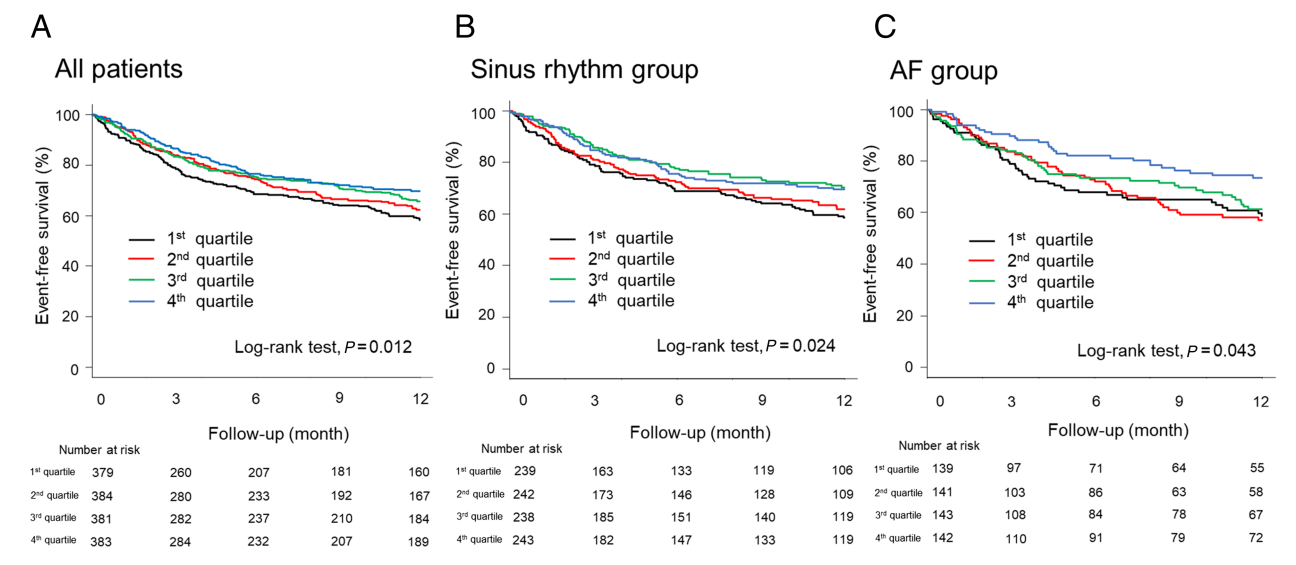 A
All patients
100
80
60
40
20
0
Event-free survival (%)
1st quartile
2nd quartile
3rd quartile
4th quartile
Log-rank test, P=0.012
0 3 6 9 12
Follow-up (month)
Number at risk
1st quartile 379 260 207 181 160
2nd quartile 384 280 233 192 167
3rd quartile 381 282 237 210 184
4th quartile 383 284 232 207 189
B
Sinus rhythm group
100
80
60
40
20
0
Event-free survival (%)
1st quartile
2nd quartile
3rd quartile
4th quartile
Log-rank test, P=0.024
0 3 6 9 12
Follow-up (month)
Number at risk
1st quartile 239 163 133 119 106
2nd quartile 242 173 146 128 109
3rd quartile 238 185 151 140 119
4th quartile 243 182 147 133 119
C
AF group
100
80
60
40
20
0
Event-free survival (%)
1st quartile
2nd quartile
3rd quartile
4th quartile
Log-rank test, P=0.043
0 3 6 9 12
Follow-up (month)
Number at risk
1st quartile 139 97 71 64 55
2nd quartile 141 103 86 63 58
3rd quartile 143 108 84 78 67
4th quartile 142 110 91 79 72